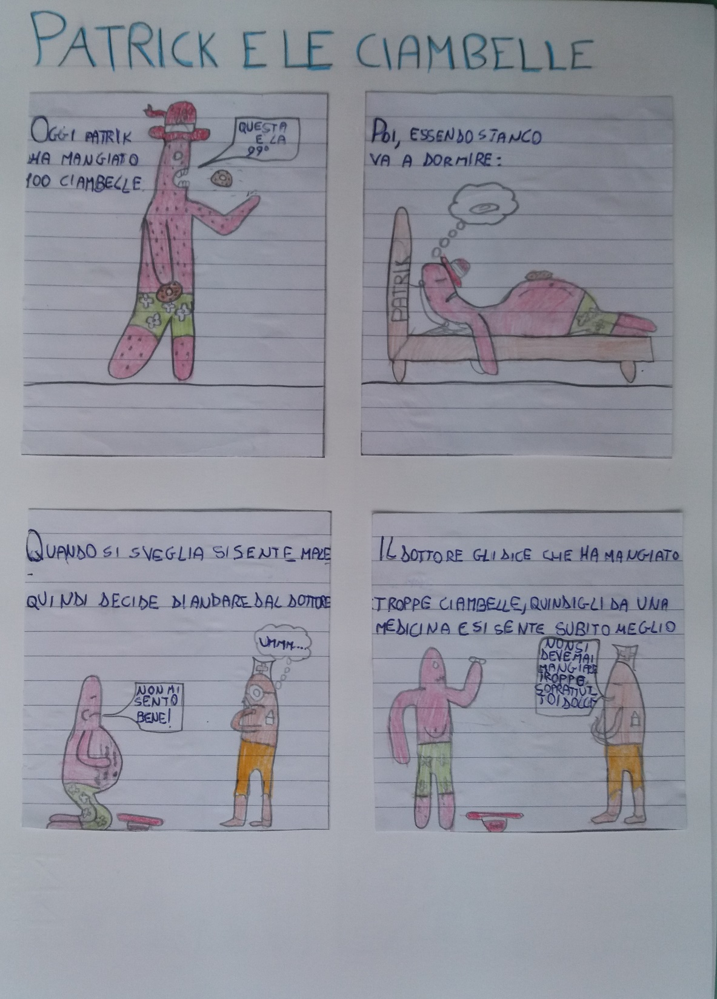 PATRICK E LE CIAMBELLE
OGGI PATRIK
HA MANGIATO
100 CIAMBELLE
QUESTA
È LA
99°
POI, ESSENDO STANCO
VA A DORMIRE:
PATRIK
QUANDO SI SVEGLIA SI SENTE MALE
-
QUINDI DECIDE DI ANDARE DAL DOTTORE
UMMM...
NON MI
SENTO
BENE!
IL DOTTORE GLI DICE CHE HA MANGIATO
TROPPE CIAMBELLE, QUINDI GLI DA UNA
MEDICINA E SI SENTE SUBITO MEGLIO
NON SI
DEVE MAI
MANGIARE
TROPPO
SOPRATTUT
TO I DOLCI